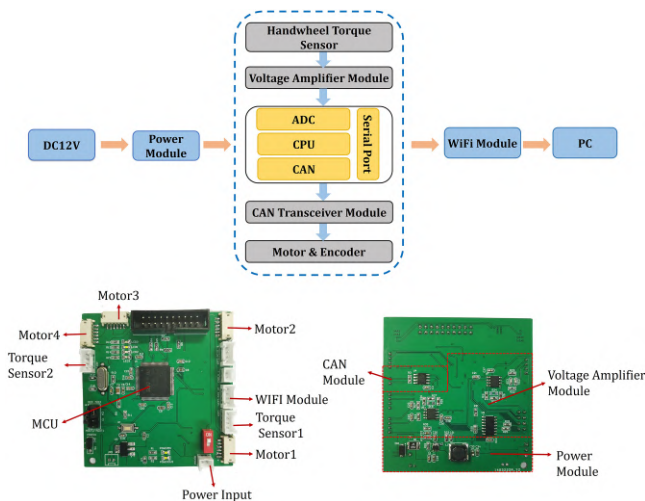 Handwheel Torque
Sensor
Voltage Amplifier Module
ADC
CPU
CAN
Serial Port
DC12V
Power
Module
WiFi Module
PC
CAN Transceiver Module
Motor & Encoder
Motor3
Motor4
Motor2
Torque
Sensor2
WIFI Module
MCU
Torque
Sensor1
Motor1
Power Input
CAN
Module
Voltage Amplifier
Module
Power
Module